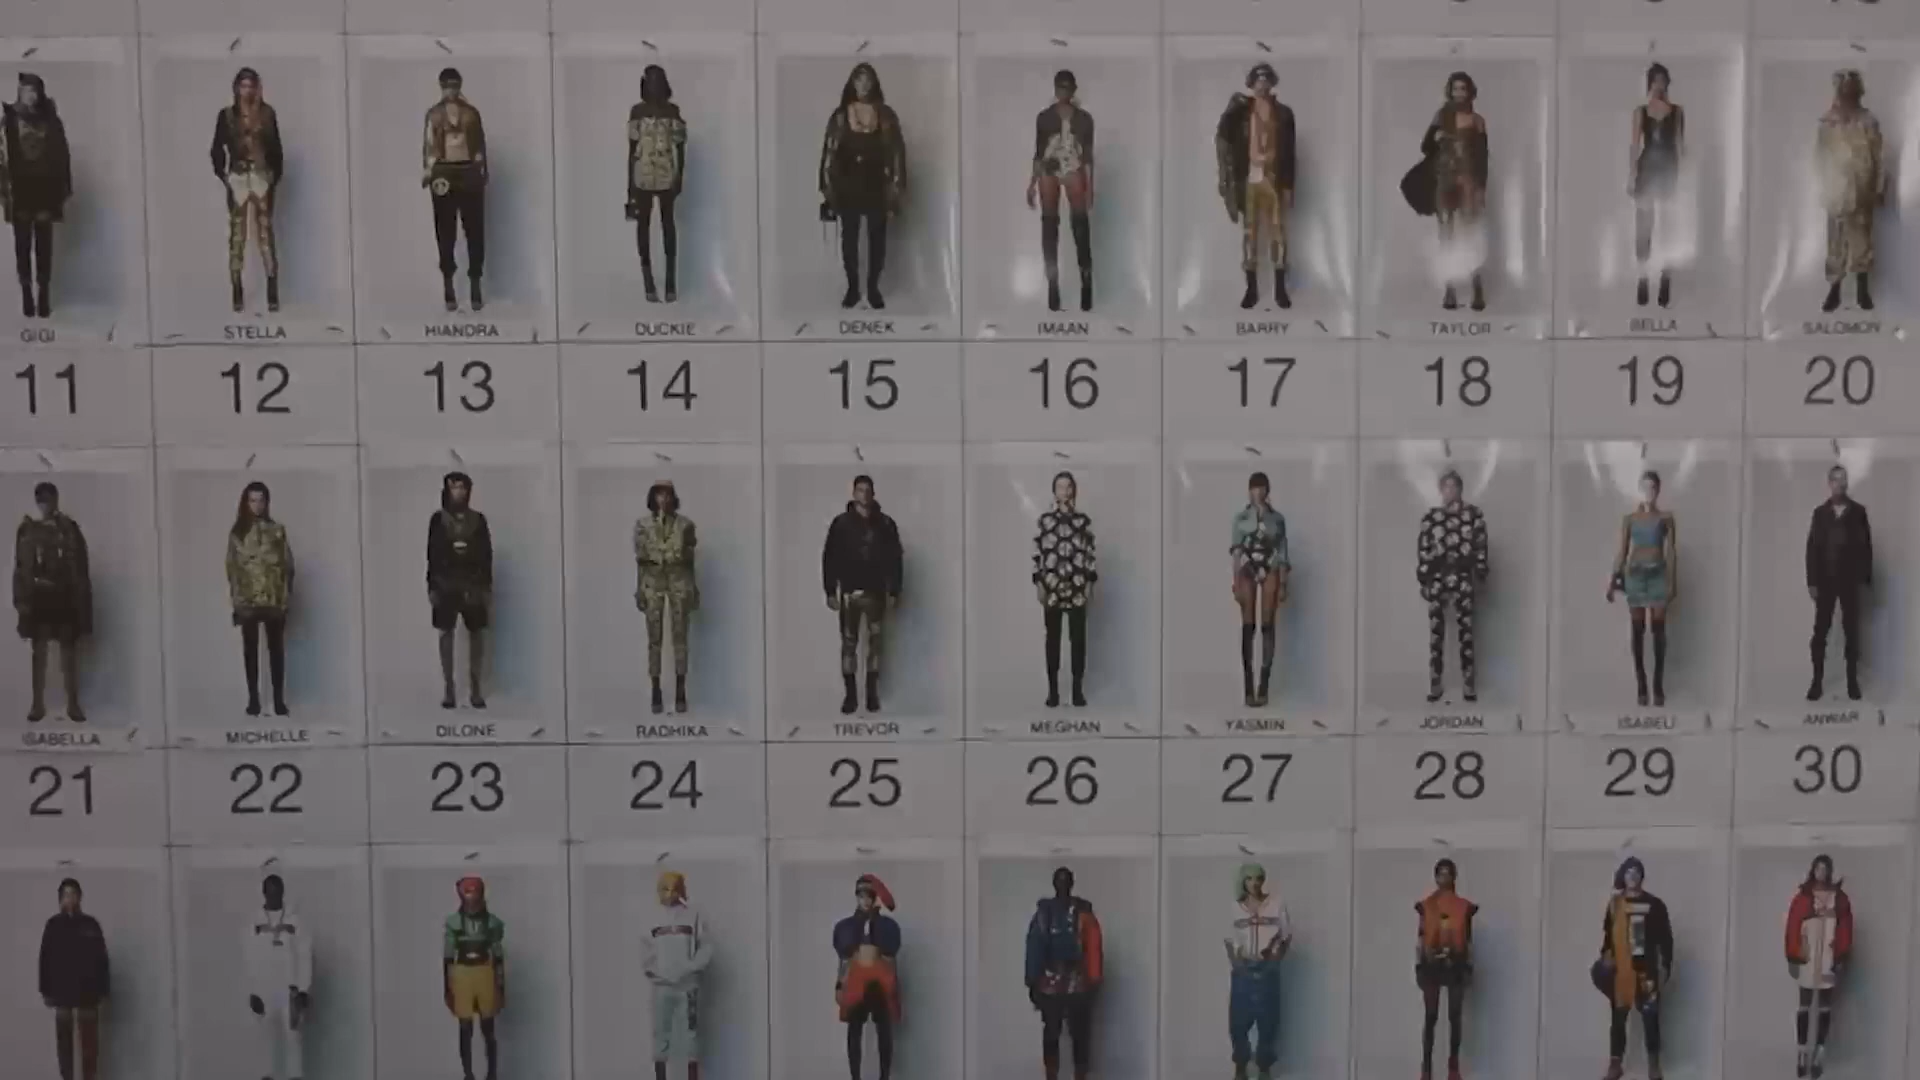 GIGI STELLA HIANDRA DUCKIE DENEK IMAAN BARRY TAYLOR BELLA SALOMON
11 12 13 14 15 16 17 18 19 20
ISABELLA MICHELLE DILONE RADHIKA TREVOR MEGHAN YASMIN JORDAN ISABELI ANWAR
21 22 23 24 25 26 27 28 29 30